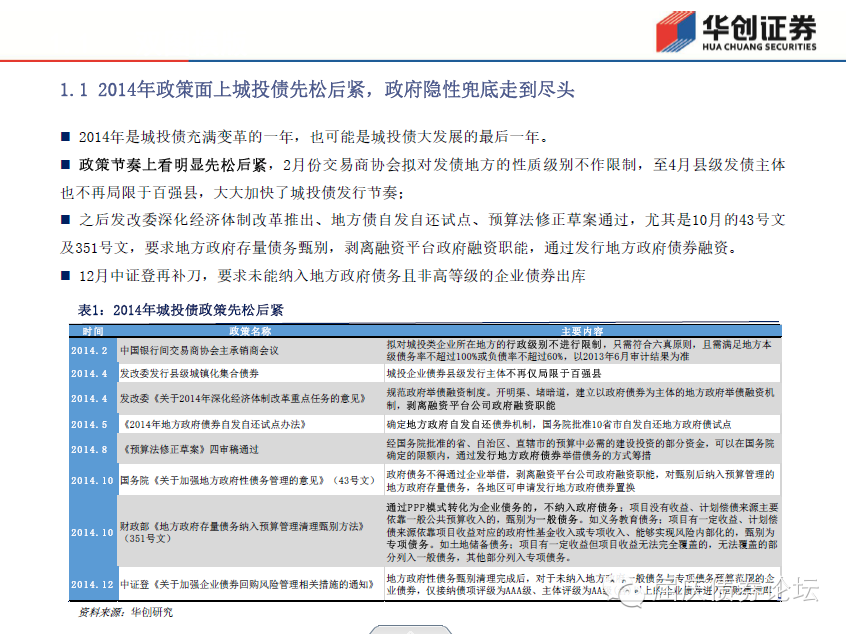 华创证券
HUA CHUANG SECURITIES
1.1 2014年政策面上城投债先松后紧，政府隐性兜底走到尽头
■ 2014年是城投债充满变革的一年，也可能是城投债大发展的最后一年。
■ 政策节奏上看明显先松后紧，2月份交易商协会拟对发债地方的性质级别不作限制，至4月县级发债主体
也不再局限于百强县，大大加快了城投债发行节奏；
■ 之后发改委深化经济体制改革推出、地方债自发自还试点、预算法修正草案通过，尤其是10月的43号文
及351号文，要求地方政府存量债务甄别，剥离融资平台政府融资职能，通过发行地方政府债券融资。
■ 12月中证登再补刀，要求未能纳入地方政府债务且非高等级的企业债券出库
表1：2014年城投债政策先松后紧
时间 政策名称 主要内容
2014.2 中国银行间交易商协会主承销商会议
拟对城投类企业所在地方的行政级别不进行限制，只需符合六真原则，且需满足地方本
级债务率不超过100%或负债率不超过60%，以2013年6月审计结果为准
2014.4 发改委发行县级城镇化集合债券 城投企业债券县级发行主体不再仅局限于百强县
2014.4 发改委《关于2014年深化经济体制改革重点任务的意见》
规范政府举债融资制度。开明渠、堵暗道，建立以政府债券为主体的地方政府举债融资机
制，剥离融资平台公司政府融资职能
2014.5 《2014年地方政府债券自发自还试点办法》 确定地方政府自发自还债券机制，国务院批准10省市自发自还地方政府债试点
2014.8 《预算法修正草案》四审稿通过
经国务院批准的省、自治区、直辖市的预算中必需的建设投资的部分资金，可以在国务院
确定的限额内，通过发行地方政府债券举借债务的方式筹措
2014.10 国务院《关于加强地方政府性债务管理的意见》（43号文）
政府债务不得通过企业举借，剥离融资平台公司政府融资职能，对甄别后纳入预算管理的
地方政府存量债务，各地区可申请发行地方政府债券置换
2014.10 财政部《地方政府存量债务纳入预算管理清理甄别方法》
（351号文）
通过PPP模式转化为企业债务的，不纳入政府债务；项目没有收益、计划偿债来源主要
依靠一般公共预算收入的，甄别为一般债务。如义务教育债务；项目有一定收益、计划偿
债来源依靠项目收益对应的政府性基金收入或专项收入、能够实现风险内部化的，甄别为
专项债务。如土地储备债务；项目有一定收益但项目收益无法完全覆盖的，无法覆盖的部
分列入一般债务，其他部分列入专项债务。
2014.12 中证登《关于加强企业债券回购风险管理相关措施的通知》
地方政府性债务甄别清理完成后，对于未纳入地方 一般债务与专项债务预算范围的企
业债券，仅接纳债项评级为AAA级、主体评级为AA
资料来源：华创研究
债券论坛